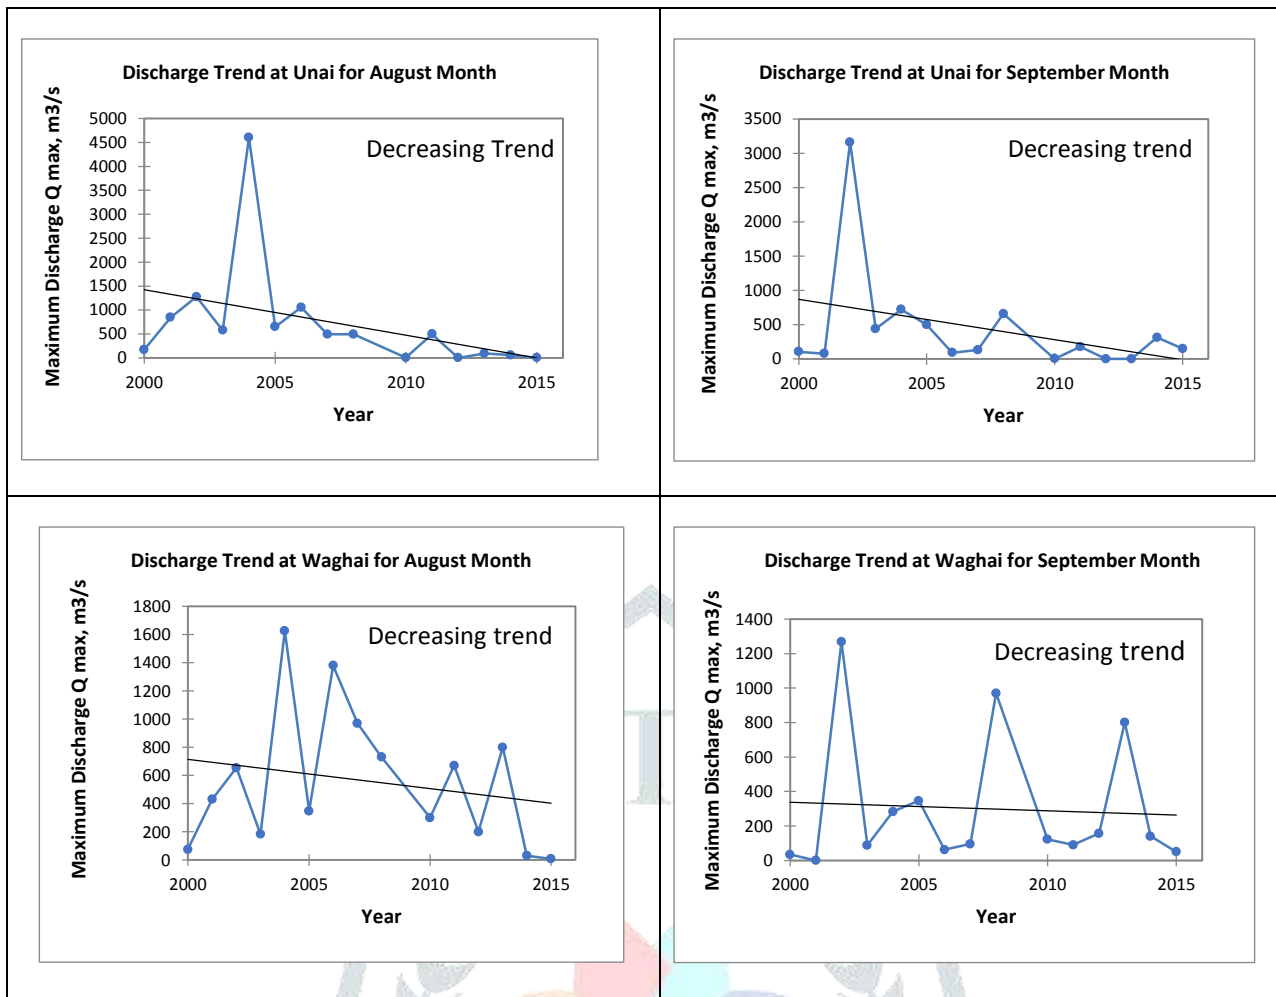 Discharge Trend at Unai for August Month
Maximum Discharge Q max, m3/s
5000
4500
4000
3500
3000
2500
2000
1500
1000
500
0
Decreasing Trend
2000 2005 2010 2015
Year
Discharge Trend at Unai for September Month
Maximum Discharge Q max, m3/s
3500
3000
2500
2000
1500
1000
500
0
Decreasing trend
2000 2005 2010 2015
Year
Discharge Trend at Waghai for August Month
Maximum Discharge Q max, m3/s
1800
1600
1400
1200
1000
800
600
400
200
0
Decreasing trend
2000 2005 2010 2015
Year
Discharge Trend at Waghai for September Month
Maximum Discharge Q max, m3/s
1400
1200
1000
800
600
400
200
0
Decreasing trend
2000 2005 2010 2015
Year